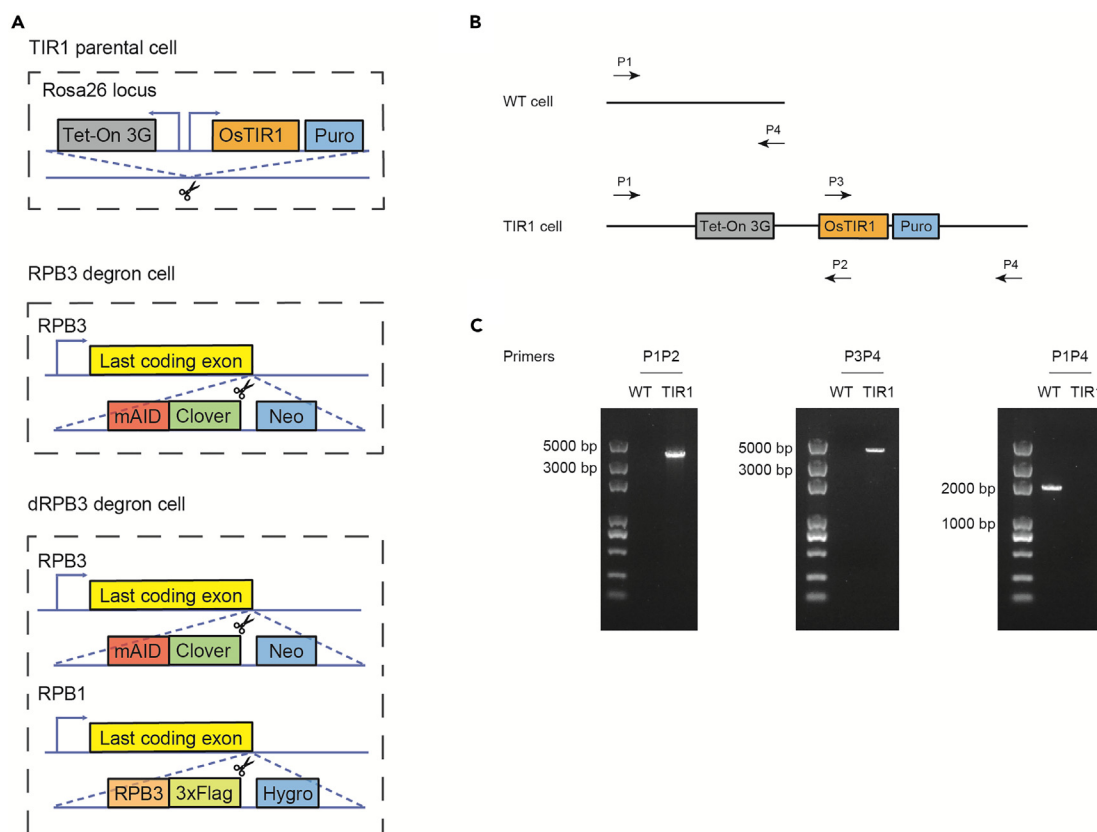 A
TIR1 parental cell
Rosa26 locus
Tet-On 3G
OsTIR1
Puro
RPB3 degron cell
RPB3
Last coding exon
mAID
Clover
Neo
dRPB3 degron cell
RPB3
Last coding exon
mAID
Clover
Neo
RPB1
Last coding exon
RPB3
3xFlag
Hygro
B
P1
WT cell
P4
P1
P3
TIR1 cell
Tet-On 3G
OsTIR1
Puro
P2
P4
C
Primers
P1P2
P3P4
P1P4
WT TIR1
WT TIR1
WT TIR1
5000 bp
3000 bp
5000 bp
3000 bp
2000 bp
1000 bp